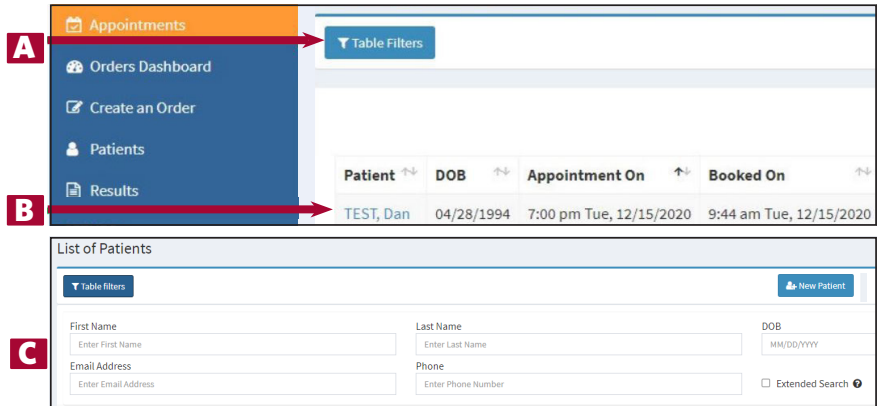 A
B
C
Appointments
Orders Dashboard
Create an Order
Patients
Results
Table Filters
Patient DOB Appointment On Booked On
TEST, Dan 04/28/1994 7:00 pm Tue, 12/15/2020 9:44 am Tue, 12/15/2020
List of Patients
Table filters
New Patient
First Name Last Name DOB
Enter First Name Enter Last Name MM/DD/YYYY
Email Address Phone
Enter Email Address Enter Phone Number Extended Search